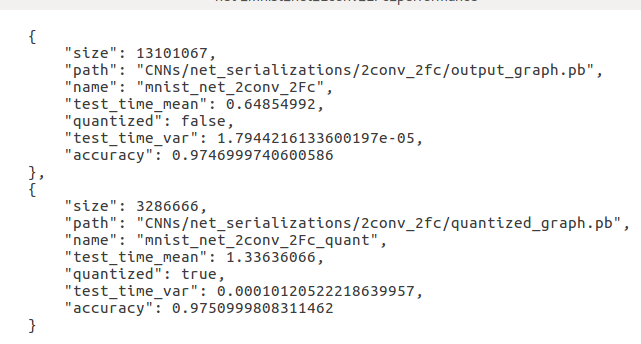 {
"size": 13101067,
"path": "CNNs/net_serializations/2conv_2fc/output_graph.pb",
"name": "mnist_net_2conv_2Fc",
"test_time_mean": 0.64854992,
"quantized": false,
"test_time_var": 1.7944216133600197e-05,
"accuracy": 0.9746999740600586
},
{
"size": 3286666,
"path": "CNNs/net_serializations/2conv_2fc/quantized_graph.pb",
"name": "mnist_net_2conv_2Fc_quant",
"test_time_mean": 1.33636066,
"quantized": true,
"test_time_var": 0.00010120522218639957,
"accuracy": 0.9750999808311462
}